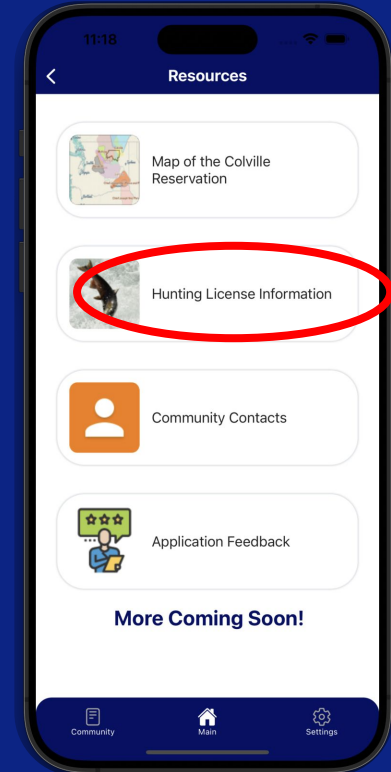 11:18
Resources
Map of the Colville
Reservation
Hunting License Information
Community Contacts
Application Feedback
More Coming Soon!
Community
Main
Settings